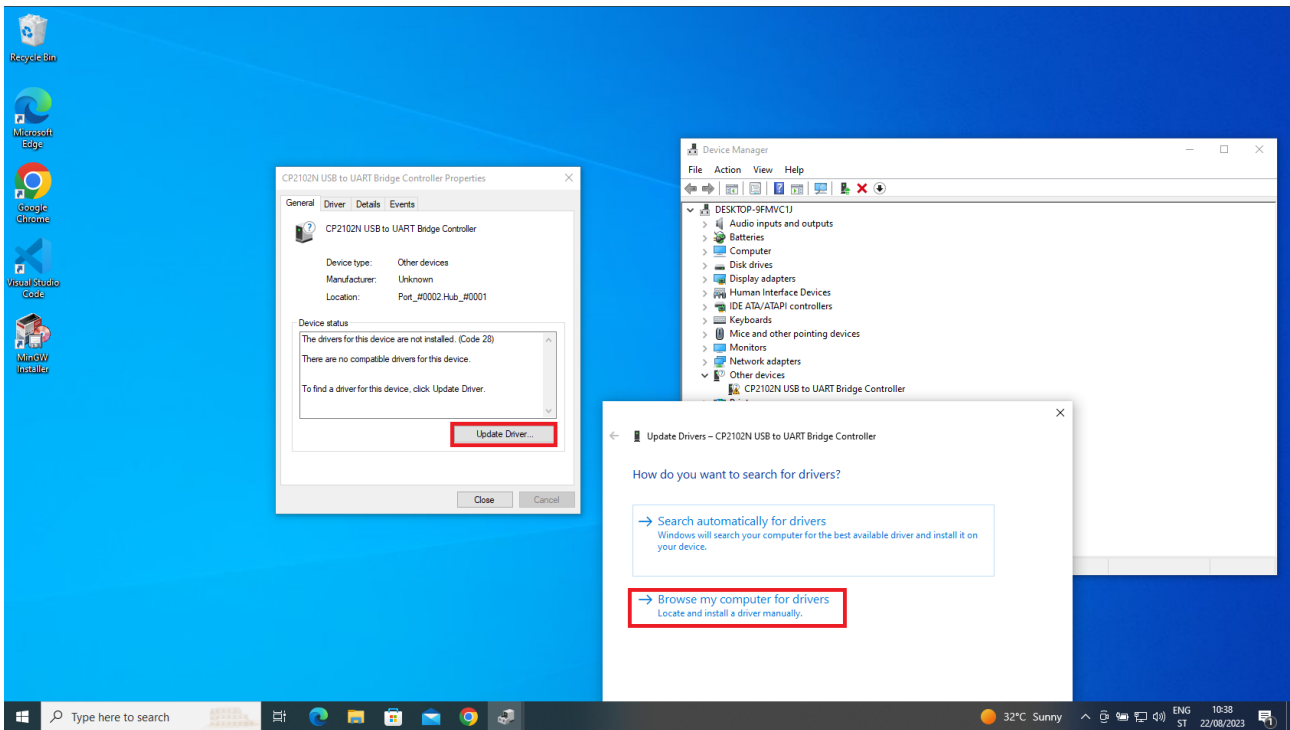 Recycle Bin
Microsoft
Edge
Google
Chrome
Visual Studio
Code
MinGW
Installer
CP2102N USB to UART Bridge Controller Properties
General Driver Details Events
CP2102N USB to UART Bridge Controller
Device type: Other devices
Manufacturer: Unknown
Location: Port_#0002.Hub_#0001
Device status
The drivers for this device are not installed. (Code 28)
There are no compatible drivers for this device.
To find a driver for this device, click Update Driver.
Update Driver...
Close Cancel
Device Manager
File Action View Help
DESKTOP-9FMVC1J
Audio inputs and outputs
Batteries
Computer
Disk drives
Display adapters
Human Interface Devices
IDE ATA/ATAPI controllers
Keyboards
Mice and other pointing devices
Monitors
Network adapters
Other devices
CP2102N USB to UART Bridge Controller
Update Drivers – CP2102N USB to UART Bridge Controller
How do you want to search for drivers?
Search automatically for drivers
Windows will search your computer for the best available driver and install it on
your device.
Browse my computer for drivers
Locate and install a driver manually.
Type here to search
32°C Sunny
ENG
ST
10:38
22/08/2023
1